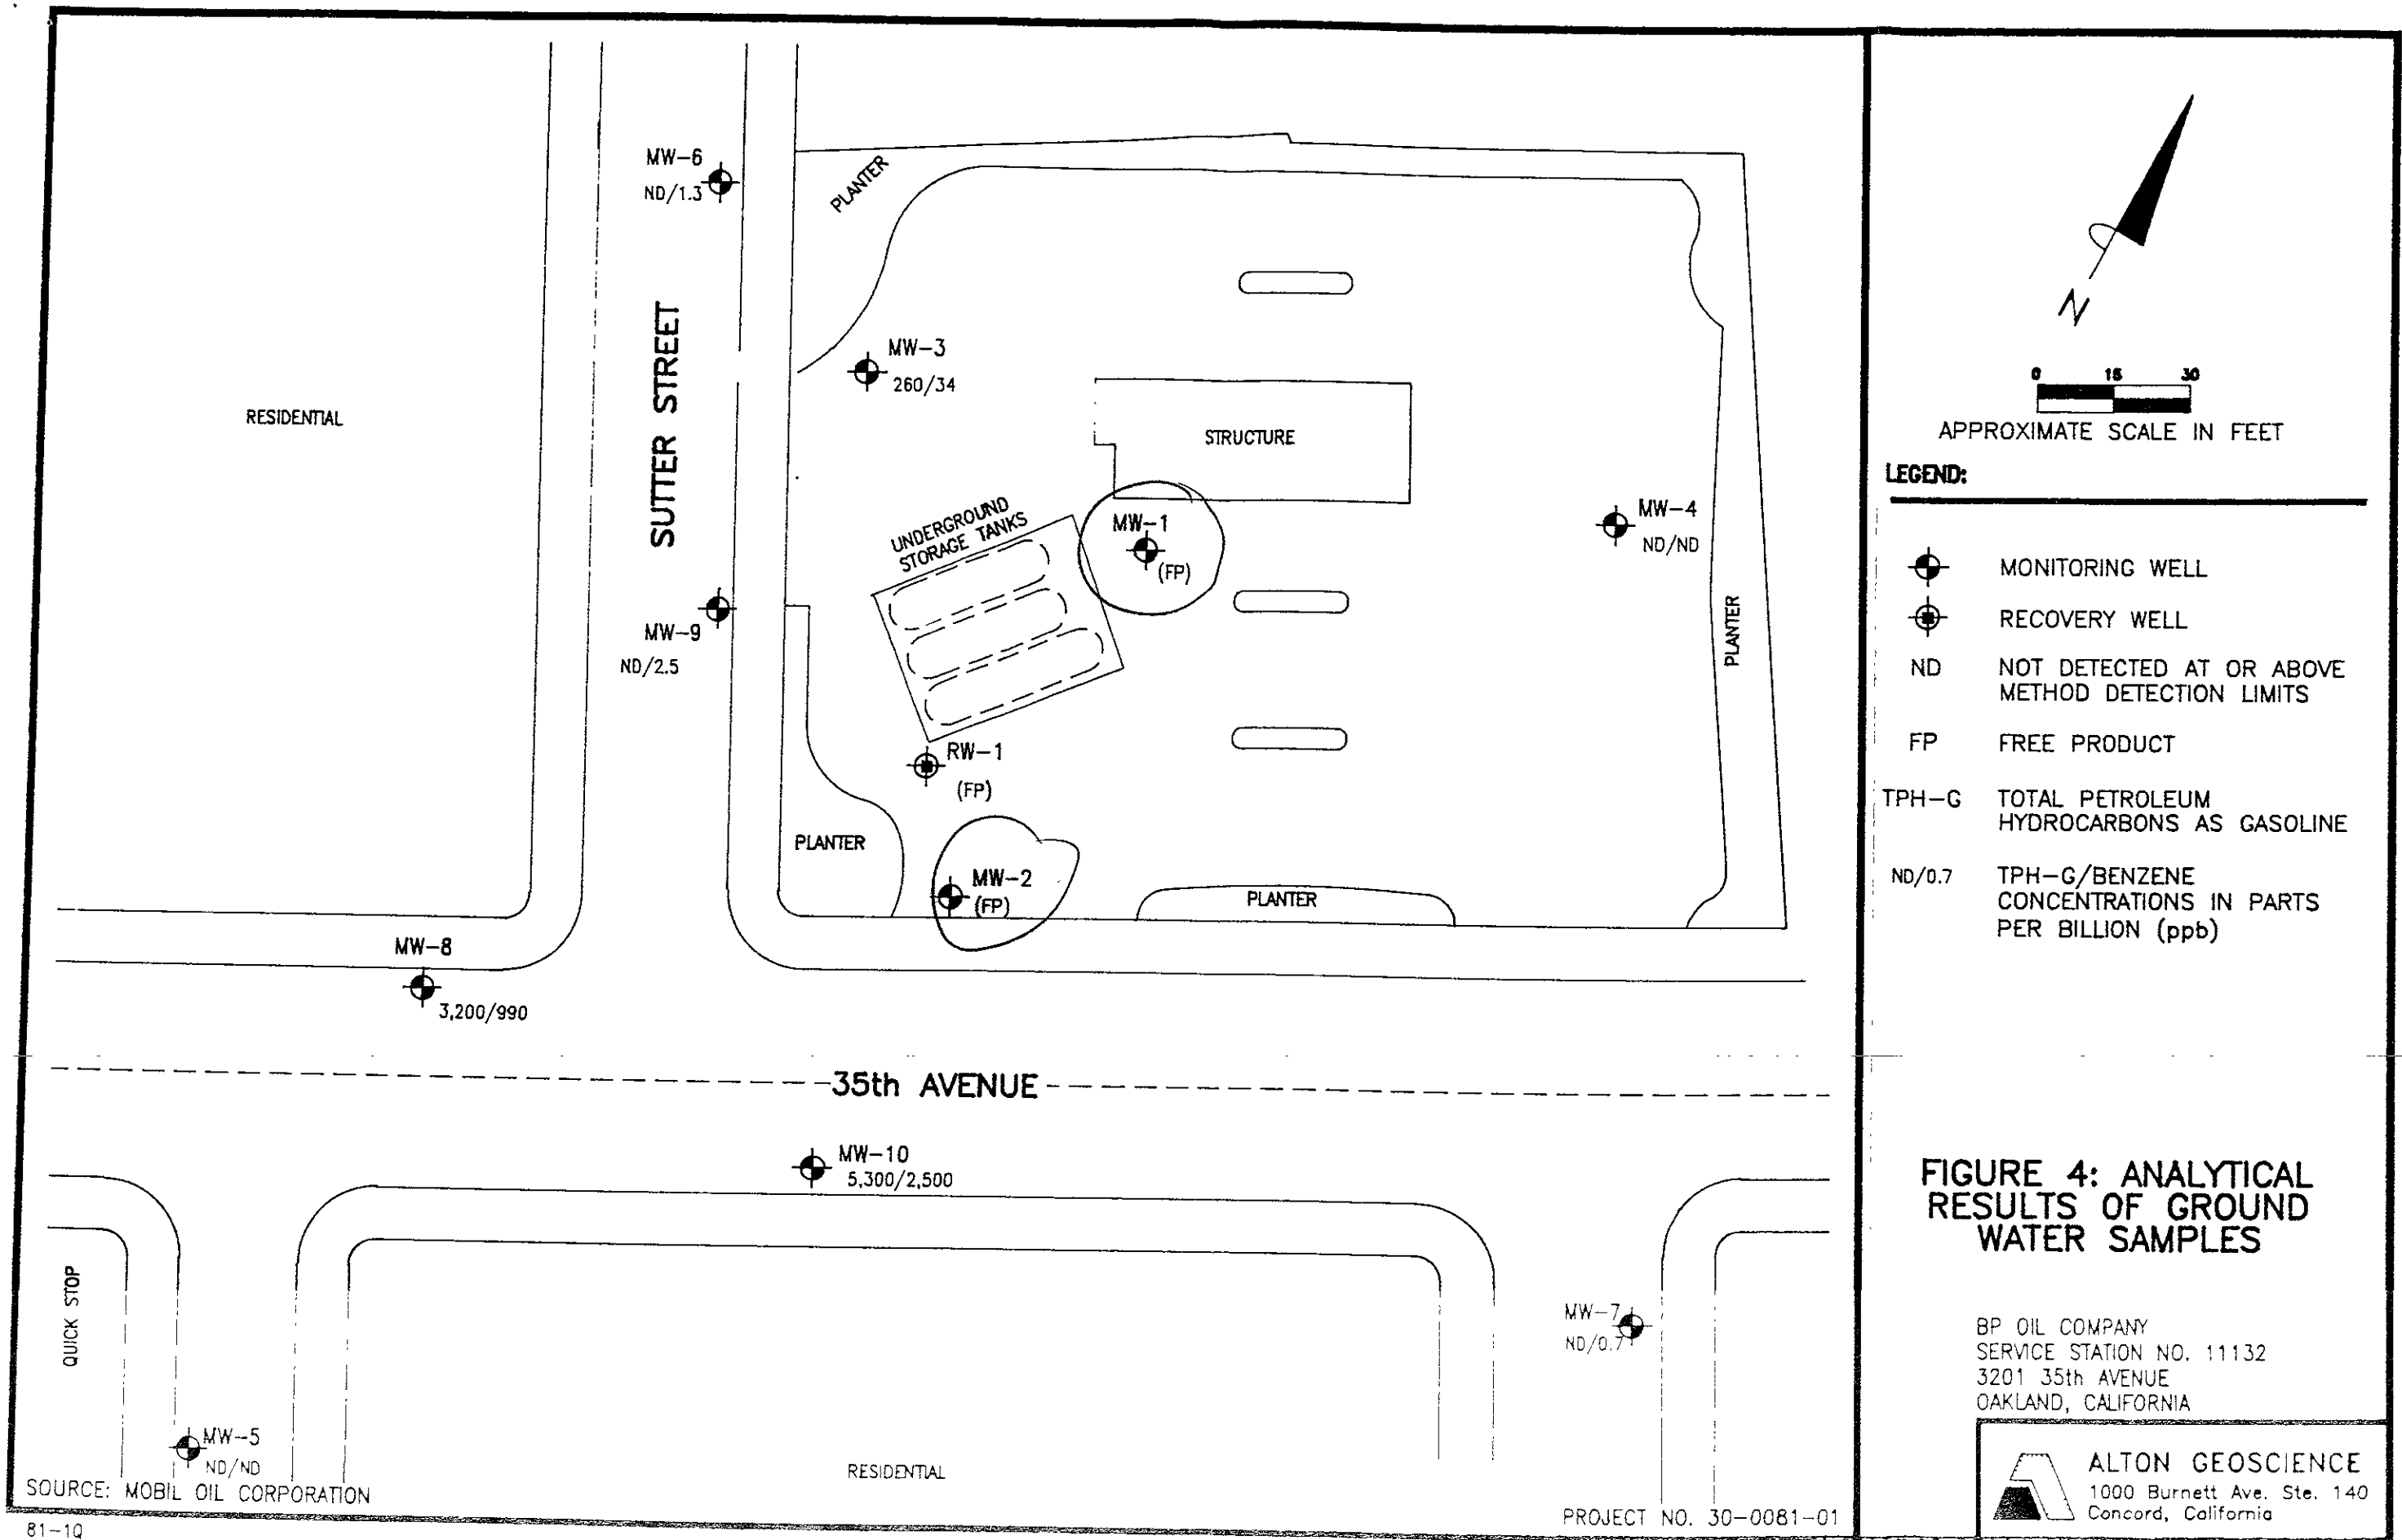 MW-6
ND/1.3
PLANTER
SUTTER STREET
MW-3
260/34
RESIDENTIAL
STRUCTURE
UNDERGROUND
STORAGE TANKS
MW-1
(FP)
MW-4
ND/ND
MW-9
ND/2.5
PLANTER
RW-1
(FP)
PLANTER
MW-2
(FP)
PLANTER
MW-8
3,200/990
35th AVENUE
MW-10
5,300/2,500
QUICK STOP
MW-7
ND/0.7
MW-5
ND/ND
RESIDENTIAL
SOURCE: MOBIL OIL CORPORATION
PROJECT NO. 30-0081-01
81-1Q
N
0 15 30
APPROXIMATE SCALE IN FEET
LEGEND:
MONITORING WELL
RECOVERY WELL
ND NOT DETECTED AT OR ABOVE
METHOD DETECTION LIMITS
FP FREE PRODUCT
TPH-G TOTAL PETROLEUM
HYDROCARBONS AS GASOLINE
ND/0.7 TPH-G/BENZENE
CONCENTRATIONS IN PARTS
PER BILLION (ppb)
FIGURE 4: ANALYTICAL
RESULTS OF GROUND
WATER SAMPLES
BP OIL COMPANY
SERVICE STATION NO. 11132
3201 35th AVENUE
OAKLAND, CALIFORNIA
ALTON GEOSCIENCE
1000 Burnett Ave. Ste. 140
Concord, California